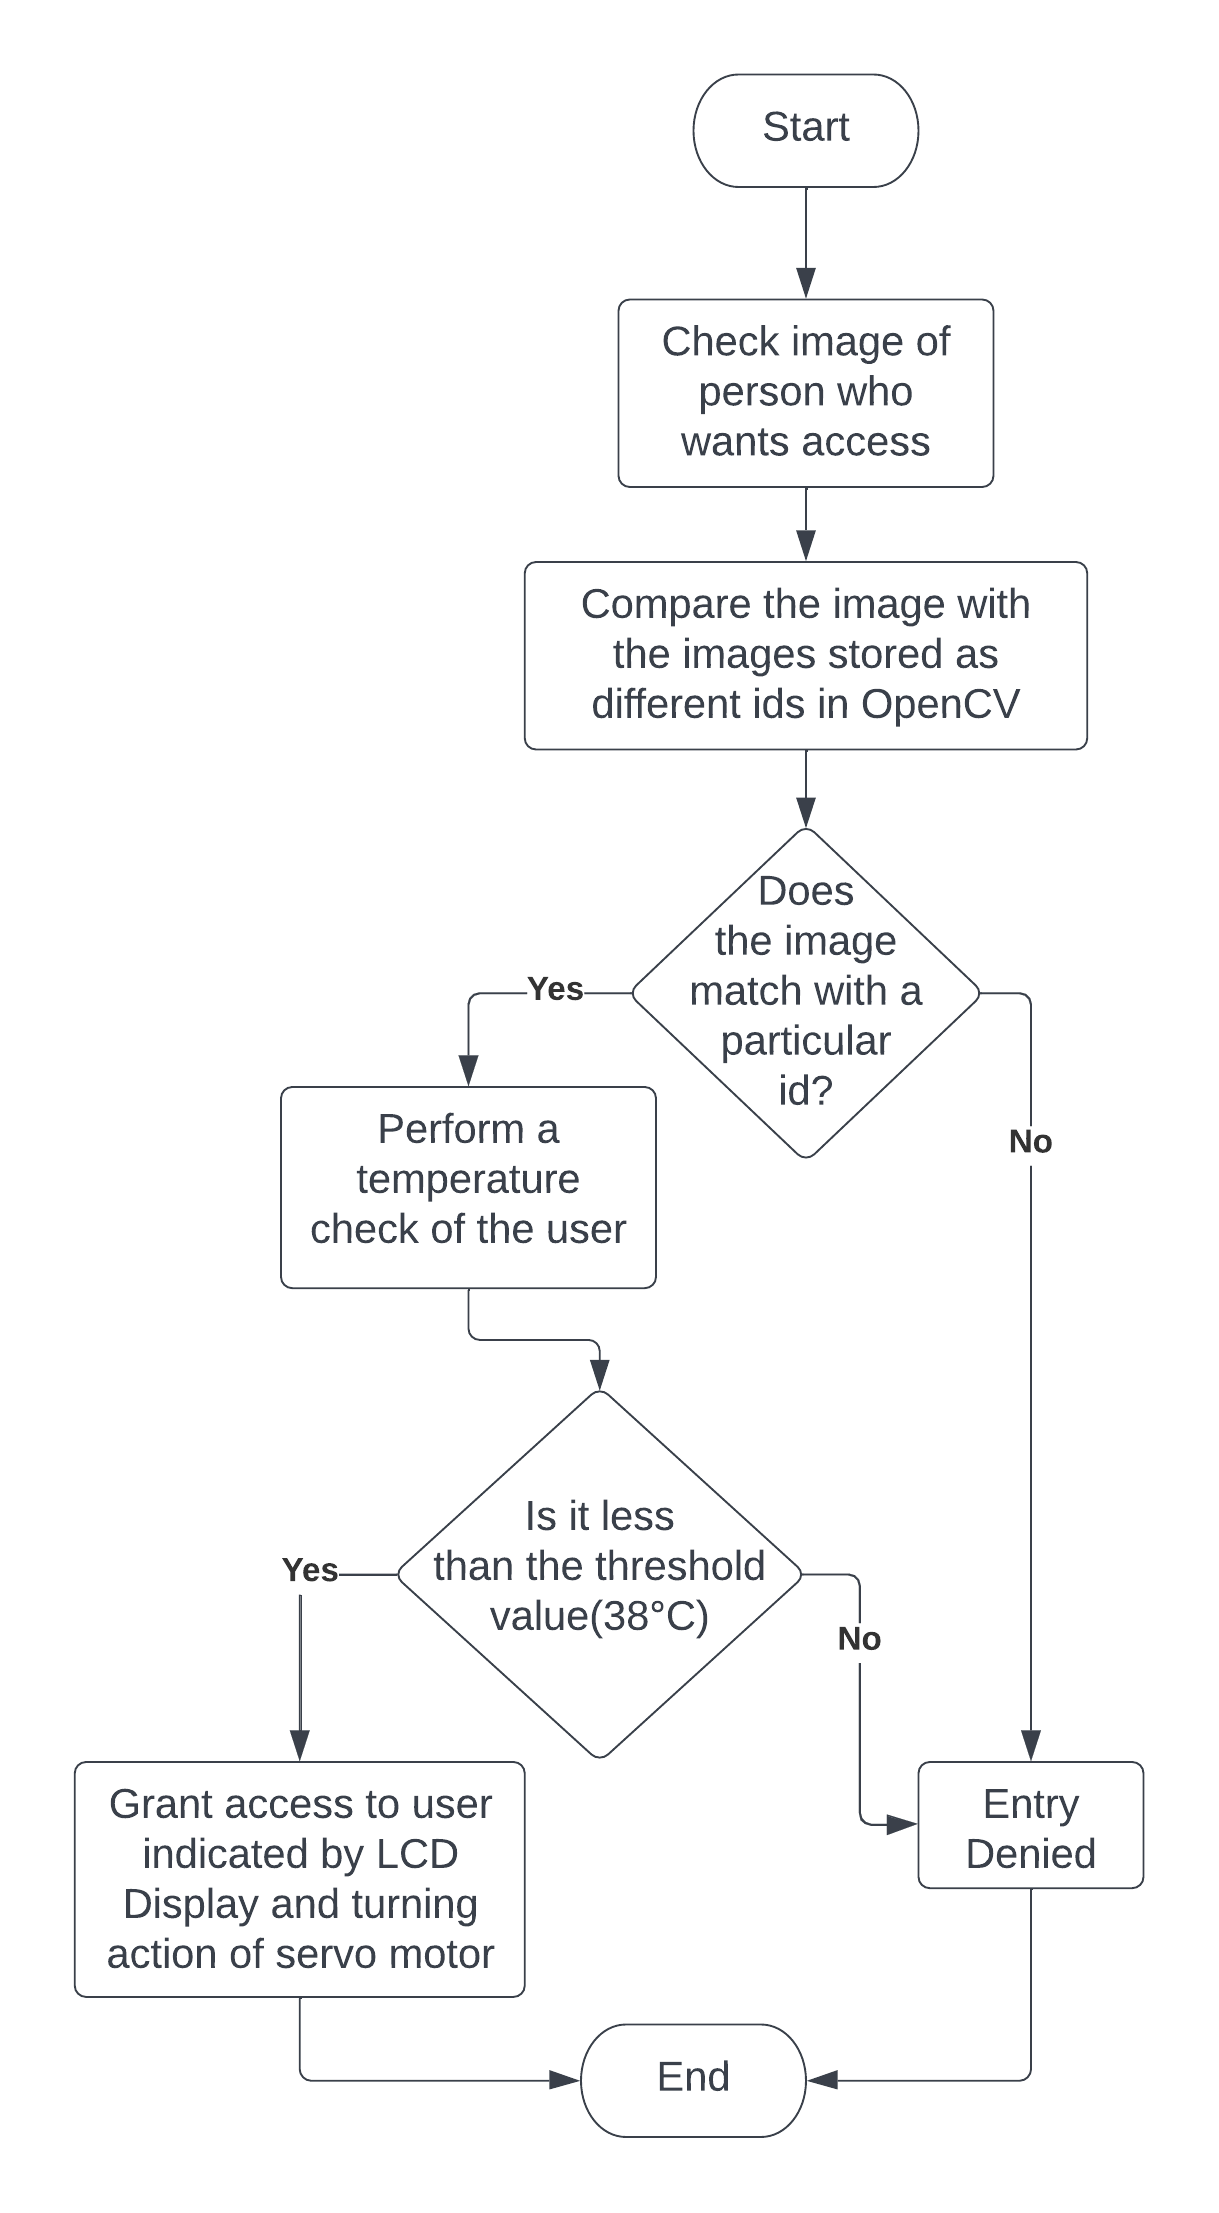 Start
Check image of
person who
wants access
Compare the image with
the images stored as
different ids in OpenCV
Does
the image
match with a
particular
id?
Yes
No
Perform a
temperature
check of the user
Is it less
than the threshold
value(38°C)
Yes
No
Grant access to user
indicated by LCD
Display and turning
action of servo motor
Entry
Denied
End